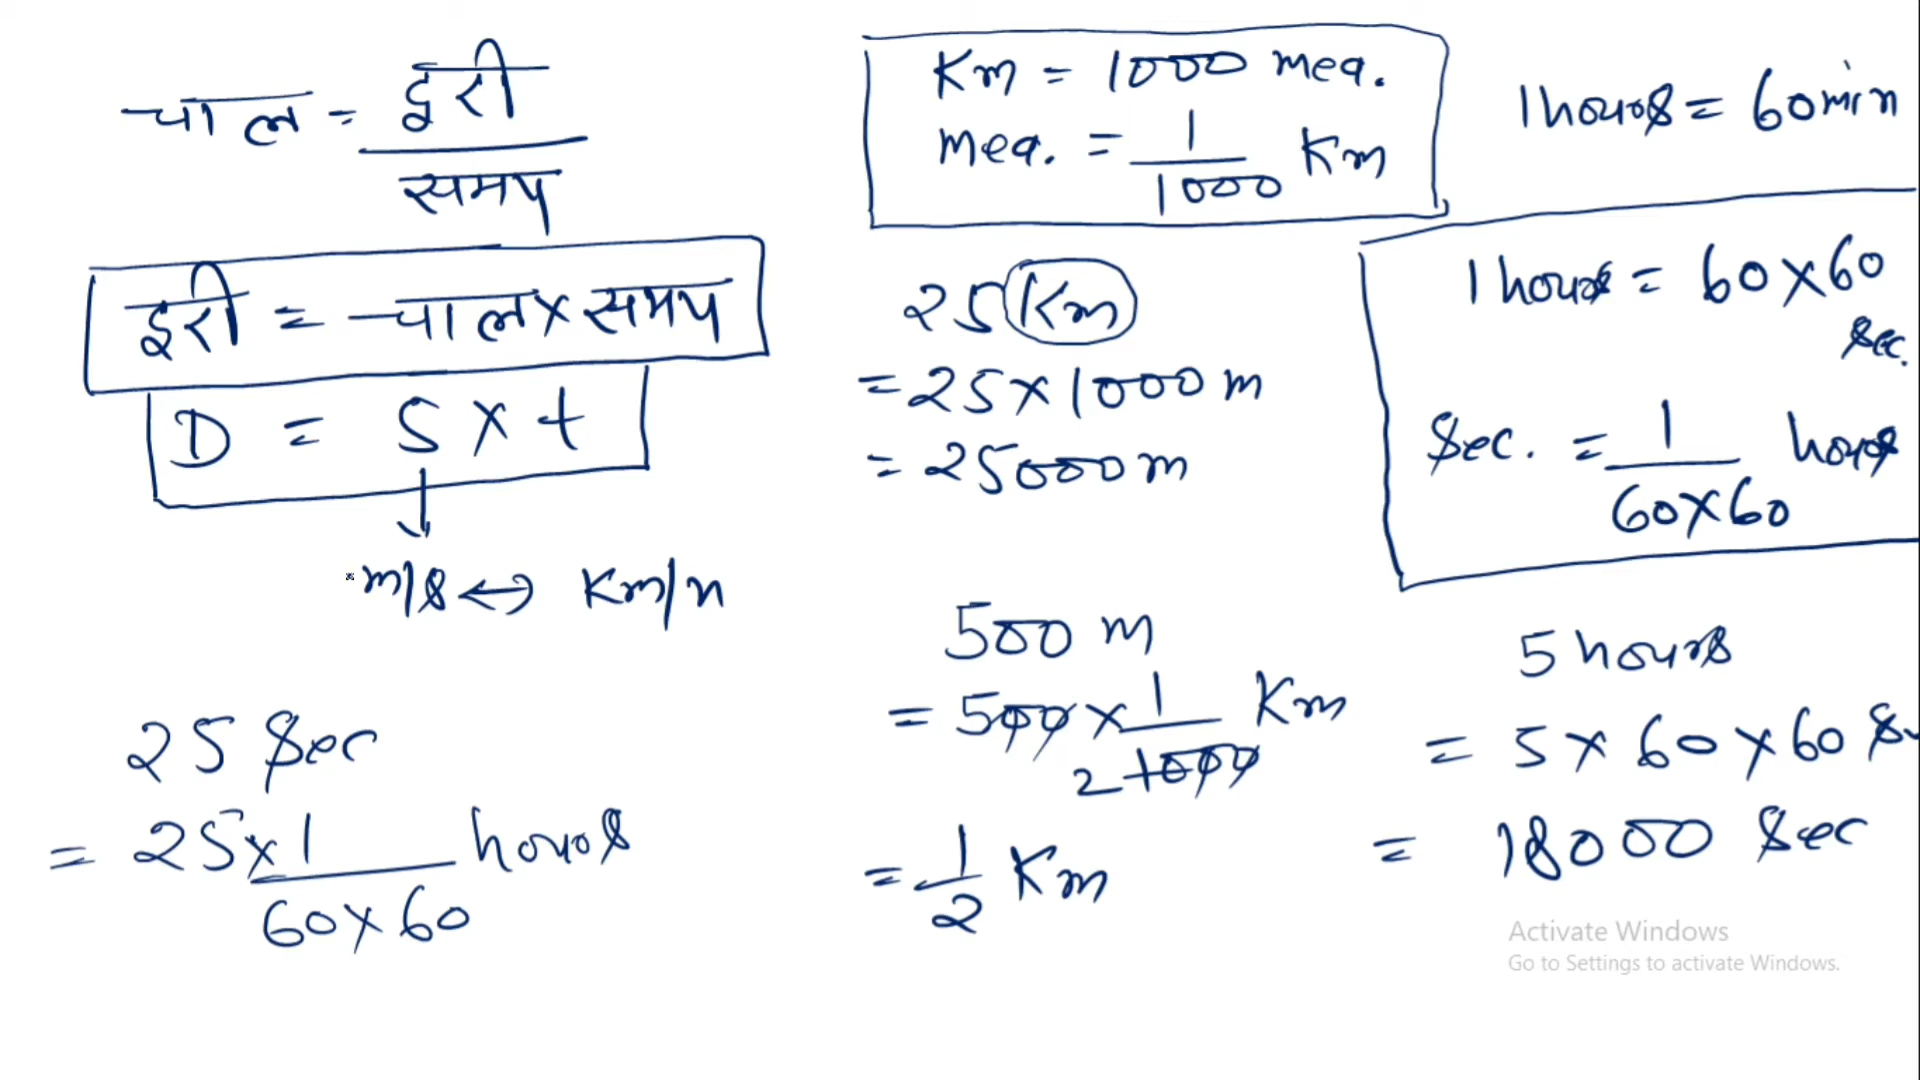 चाल = दूरी / समय
दूरी = चाल × समय
D = S × t
m/s ↔ Km/h
25 Sec
= 25 × 1 / 60×60 hours
Km = 1000 mea.
mea. = 1/1000 Km
25 Km
= 25 × 1000 m
= 25000 m
500 m
= 500 × 1 / 1000 Km
2
= 1/2 Km
1 hours = 60 min
1 hours = 60×60
Sec.
Sec. = 1 / 60×60 hours
5 hours
= 5 × 60 × 60
= 18000 Sec
Activate Windows
Go to Settings to activate Windows.